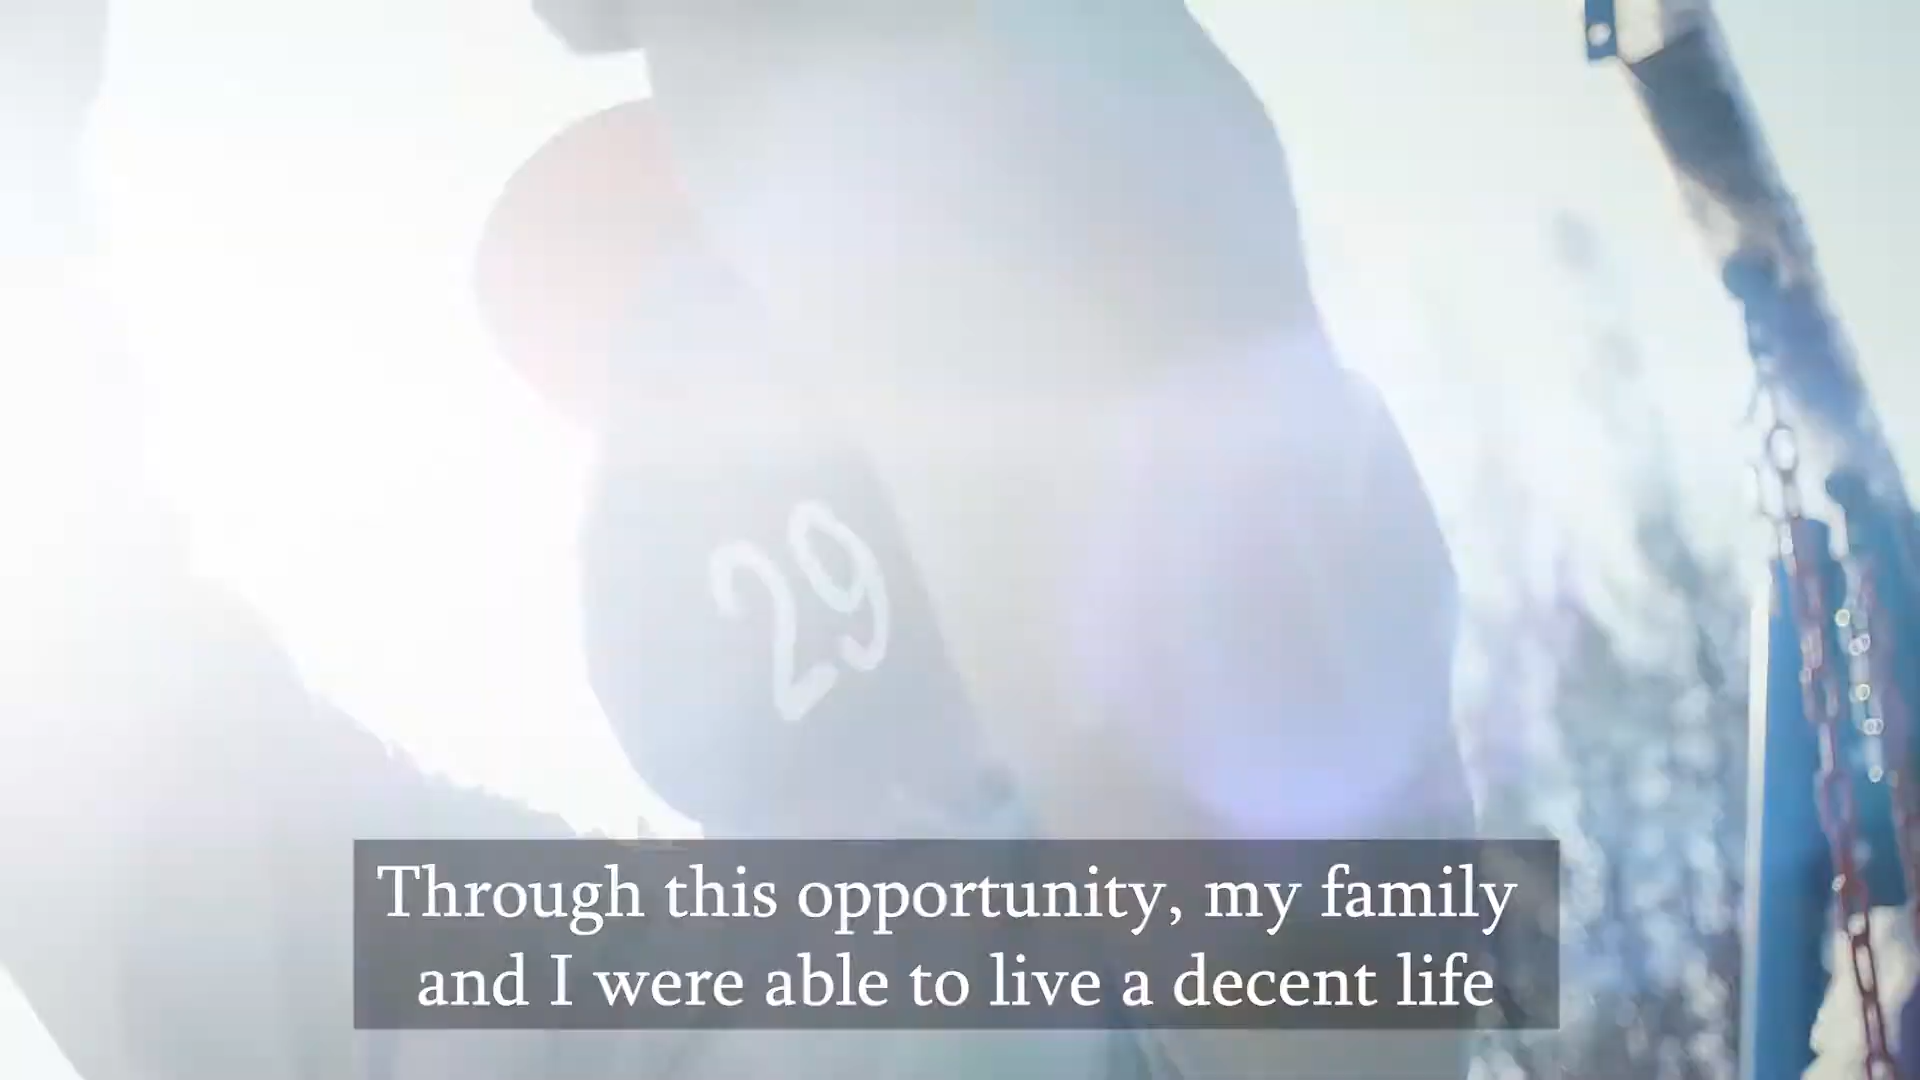 29
Through this opportunity, my family
and I were able to live a decent life